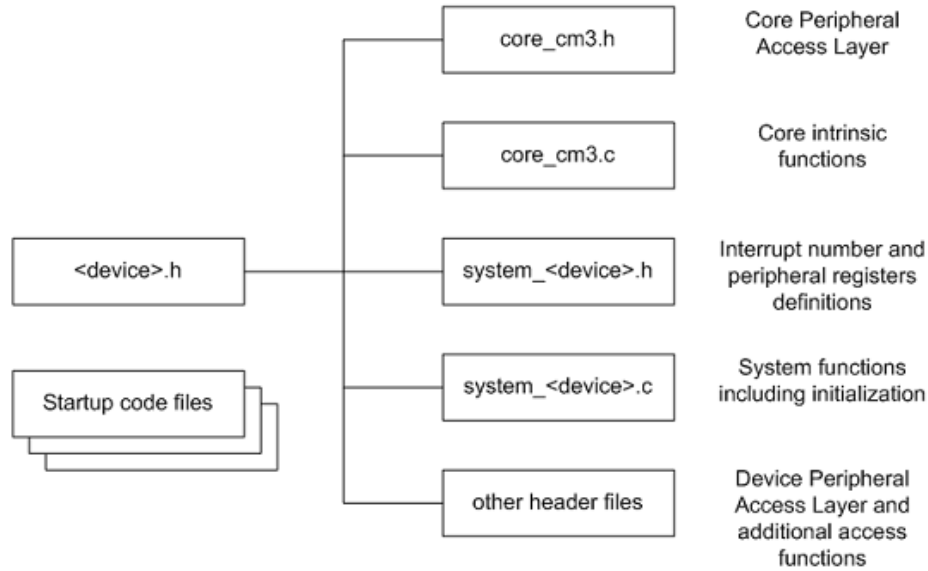 core_cm3.h
Core Peripheral
Access Layer
core_cm3.c
Core intrinsic
functions
<device>.h
system_<device>.h
Interrupt number and
peripheral registers
definitions
Startup code files
system_<device>.c
System functions
including initialization
other header files
Device Peripheral
Access Layer and
additional access
functions